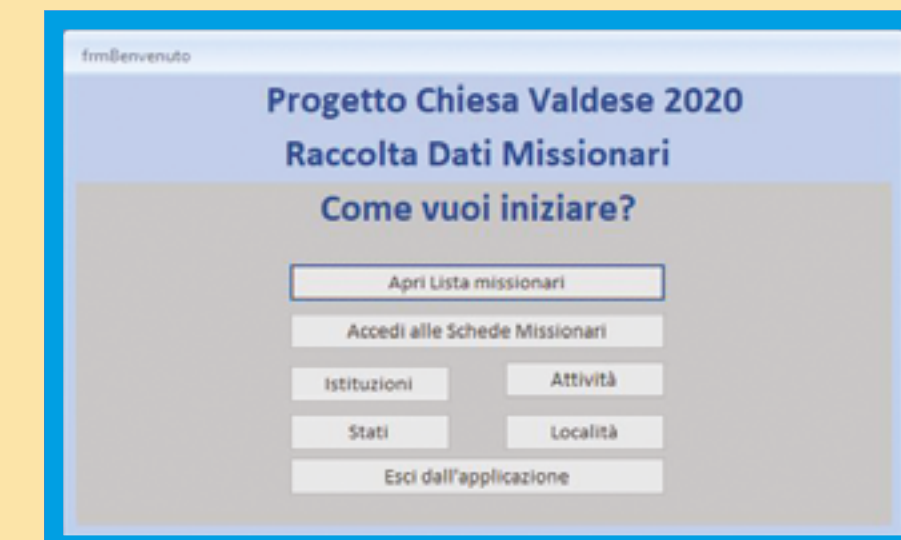 frmBenvenuto
Progetto Chiesa Valdese 2020
Raccolta Dati Missionari
Come vuoi iniziare?
Apri Lista missionari
Accedi alle Schede Missionari
Istituzioni
Attività
Stati
Località
Esci dall'applicazione